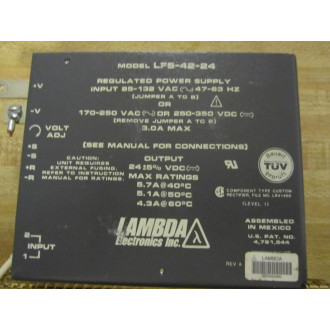 MODEL LFS-42-24
REGULATED POWER SUPPLY
INPUT 85-132 VAC 47-63 HZ
(JUMPER A TO B)
OR
170-250 VAC OR 250-350 VDC
(REMOVE JUMPER A TO B)
3.0A MAX
(SEE MANUAL FOR CONNECTIONS)
+V
-V
VOLT
ADJ
+S
-S
+R
-R
CAUTION:
UNIT REQUIRES
EXTERNAL FUSING.
REFER TO INSTRUCTION
MANUAL FOR RATINGS.
OUTPUT
24±5% VDC
MAX RATINGS
5.7A@40°C
5.1A@50°C
4.3A@60°C
TÜV
COMPONENT TYPE CUSTOM
(LEVEL 1)
2
1
INPUT
LAMBDA
Electronics Inc.
ASSEMBLED
IN MEXICO
U.S. PAT. NO.
4,791,544
REV #
LAMBDA